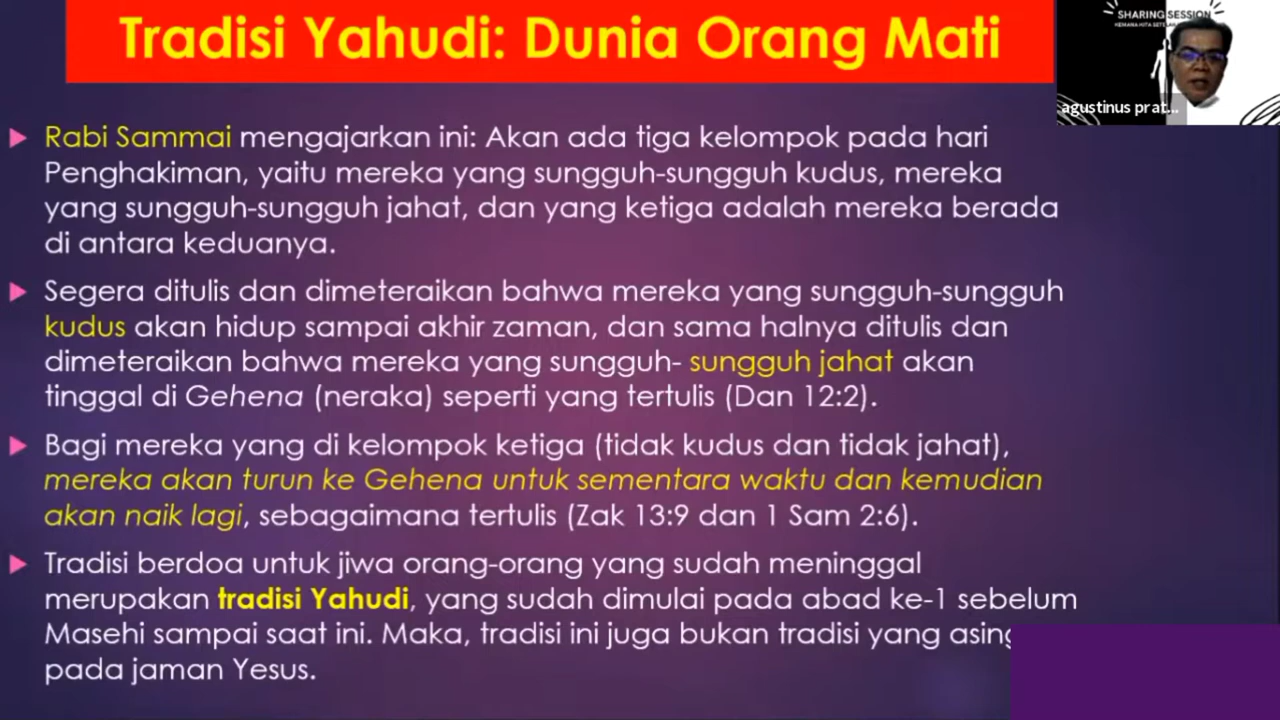 Tradisi Yahudi: Dunia Orang Mati
SHARING SESSION
agustinus prat...
Rabi Sammai mengajarkan ini: Akan ada tiga kelompok pada hari
Penghakiman, yaitu mereka yang sungguh-sungguh kudus, mereka
yang sungguh-sungguh jahat, dan yang ketiga adalah mereka berada
di antara keduanya.
Segera ditulis dan dimeteraikan bahwa mereka yang sungguh-sungguh
kudus akan hidup sampai akhir zaman, dan sama halnya ditulis dan
dimeteraikan bahwa mereka yang sungguh- sungguh jahat akan
tinggal di Gehena (neraka) seperti yang tertulis (Dan 12:2).
Bagi mereka yang di kelompok ketiga (tidak kudus dan tidak jahat),
mereka akan turun ke Gehena untuk sementara waktu dan kemudian
akan naik lagi, sebagaimana tertulis (Zak 13:9 dan 1 Sam 2:6).
Tradisi berdoa untuk jiwa orang-orang yang sudah meninggal
merupakan tradisi Yahudi, yang sudah dimulai pada abad ke-1 sebelum
Masehi sampai saat ini. Maka, tradisi ini juga bukan tradisi yang asing
pada jaman Yesus.